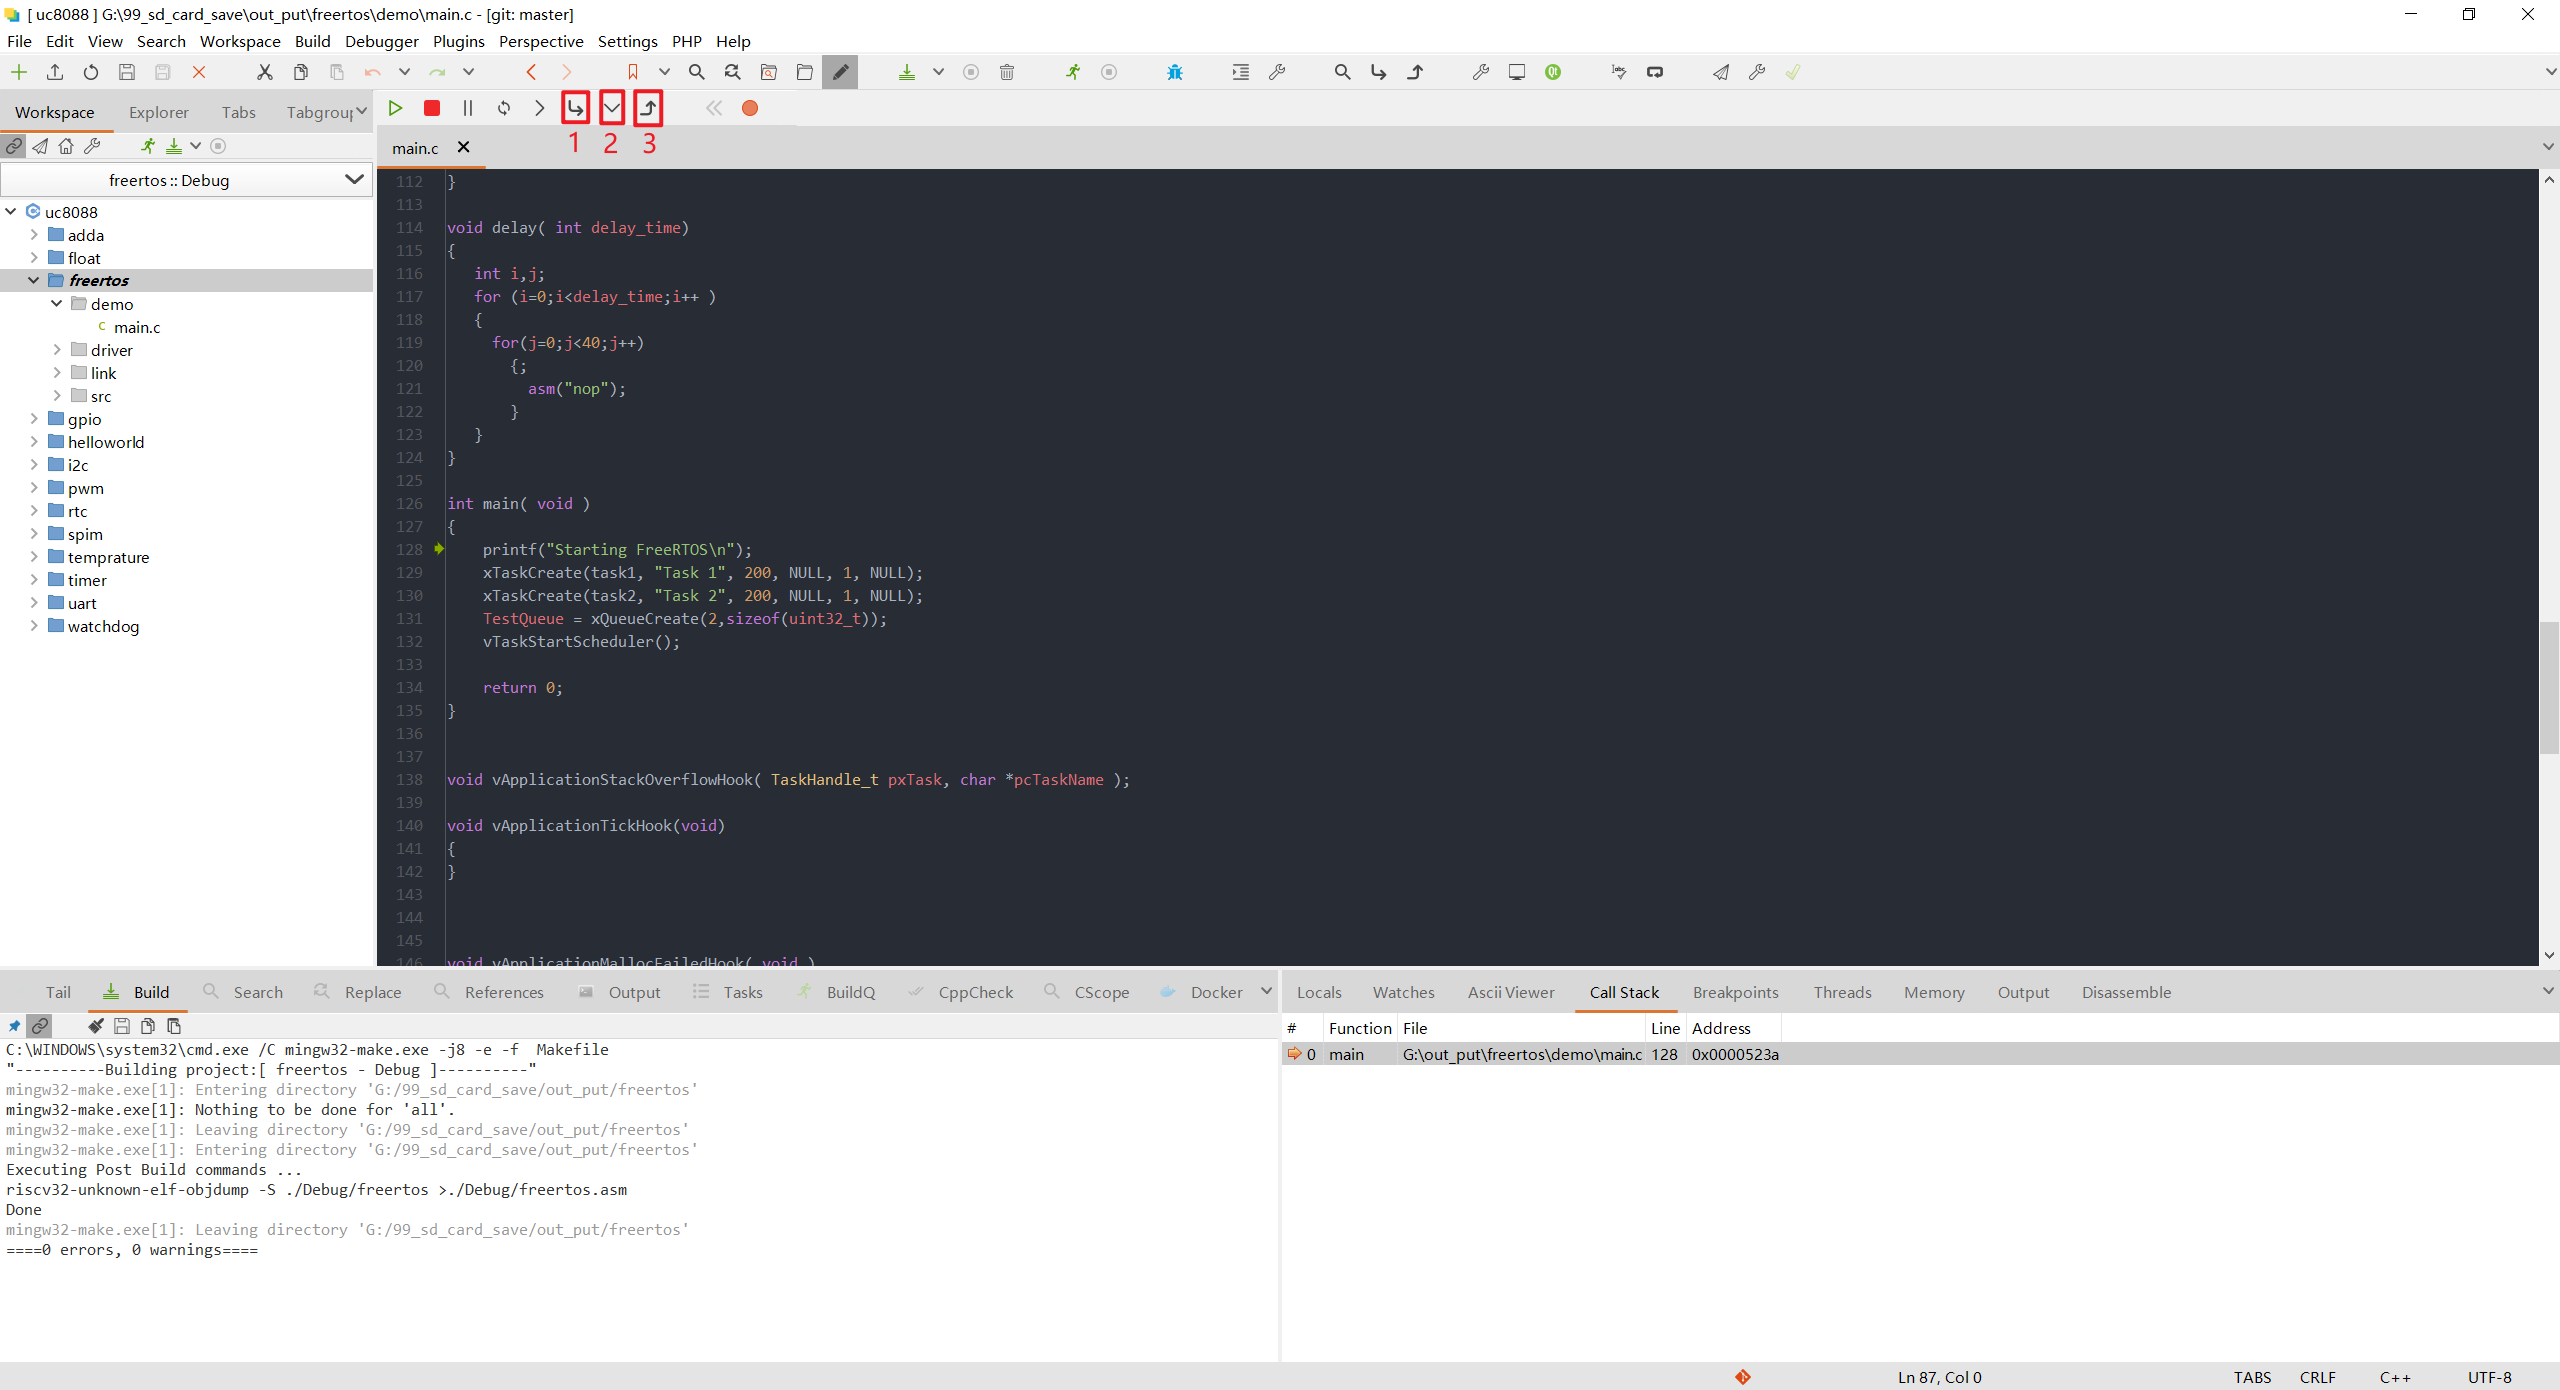 [ uc8088 ] G:\99_sd_card_save\out_put\freertos\demo\main.c - [git: master]
File Edit View Search Workspace Build Debugger Plugins Perspective Settings PHP Help
Workspace Explorer Tabs Tabgroup
1 2 3
freertos :: Debug
uc8088
adda
float
freertos
demo
main.c
driver
link
src
gpio
helloworld
i2c
pwm
rtc
spim
temprature
timer
uart
watchdog
main.c
112 }
113
114 void delay( int delay_time)
115 {
116 int i,j;
117 for (i=0;i<delay_time;i++ )
118 {
119 for(j=0;j<40;j++)
120 {;
121 asm("nop");
122 }
123 }
124 }
125
126 int main( void )
127 {
128 printf("Starting FreeRTOS\n");
129 xTaskCreate(task1, "Task 1", 200, NULL, 1, NULL);
130 xTaskCreate(task2, "Task 2", 200, NULL, 1, NULL);
131 TestQueue = xQueueCreate(2,sizeof(uint32_t));
132 vTaskStartScheduler();
133
134 return 0;
135 }
136
137
138 void vApplicationStackOverflowHook( TaskHandle_t pxTask, char *pcTaskName );
139
140 void vApplicationTickHook(void)
141 {
142 }
143
144
145
146 void vApplicationMallocFailedHook( void )
Tail Build Search Replace References Output Tasks BuildQ CppCheck CScope Docker
C:\WINDOWS\system32\cmd.exe /C mingw32-make.exe -j8 -e -f  Makefile
"----------Building project:[ freertos - Debug ]----------"
mingw32-make.exe[1]: Entering directory 'G:/99_sd_card_save/out_put/freertos'
mingw32-make.exe[1]: Nothing to be done for 'all'.
mingw32-make.exe[1]: Leaving directory 'G:/99_sd_card_save/out_put/freertos'
mingw32-make.exe[1]: Entering directory 'G:/99_sd_card_save/out_put/freertos'
Executing Post Build commands ...
riscv32-unknown-elf-objdump -S ./Debug/freertos >./Debug/freertos.asm
Done
mingw32-make.exe[1]: Leaving directory 'G:/99_sd_card_save/out_put/freertos'
====0 errors, 0 warnings====
Locals Watches Ascii Viewer Call Stack Breakpoints Threads Memory Output Disassemble
# Function File Line Address
0 main G:\out_put\freertos\demo\main.c 128 0x0000523a
Ln 87, Col 0 TABS CRLF C++ UTF-8